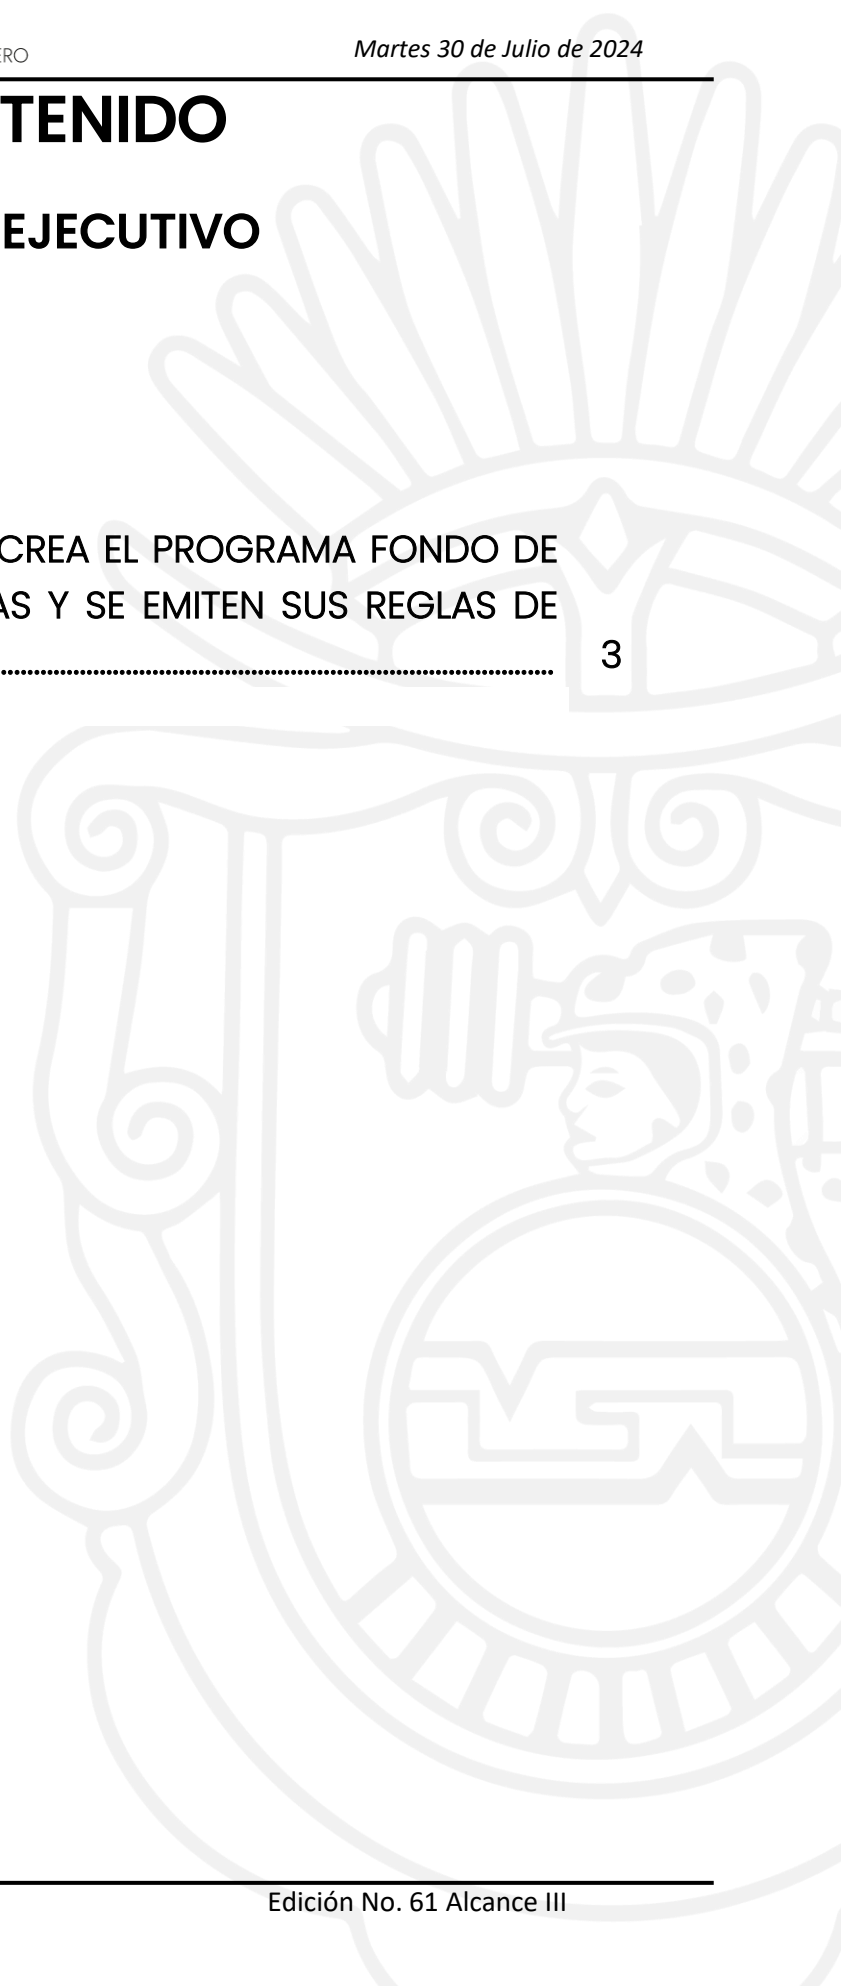 ERO Martes 30 de Julio de 2024
TENIDO
EJECUTIVO
CREA EL PROGRAMA FONDO DE
AS Y SE EMITEN SUS REGLAS DE
........................................................................................ 3
Edición No. 61 Alcance III